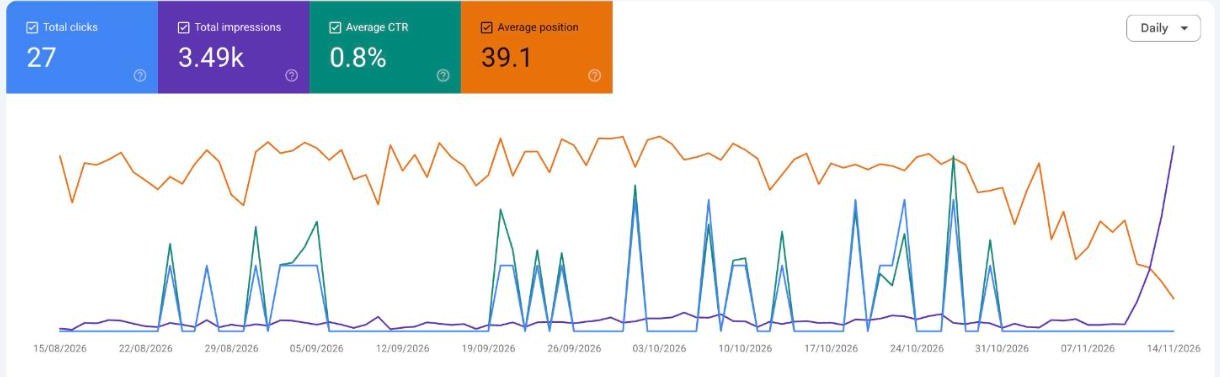 Total clicks
27
Total impressions
3.49k
Average CTR
0.8%
Average position
39.1
Daily
15/08/2026 22/08/2026 29/08/2026 05/09/2026 12/09/2026 19/09/2026 26/09/2026 03/10/2026 10/10/2026 17/10/2026 24/10/2026 31/10/2026 07/11/2026 14/11/2026